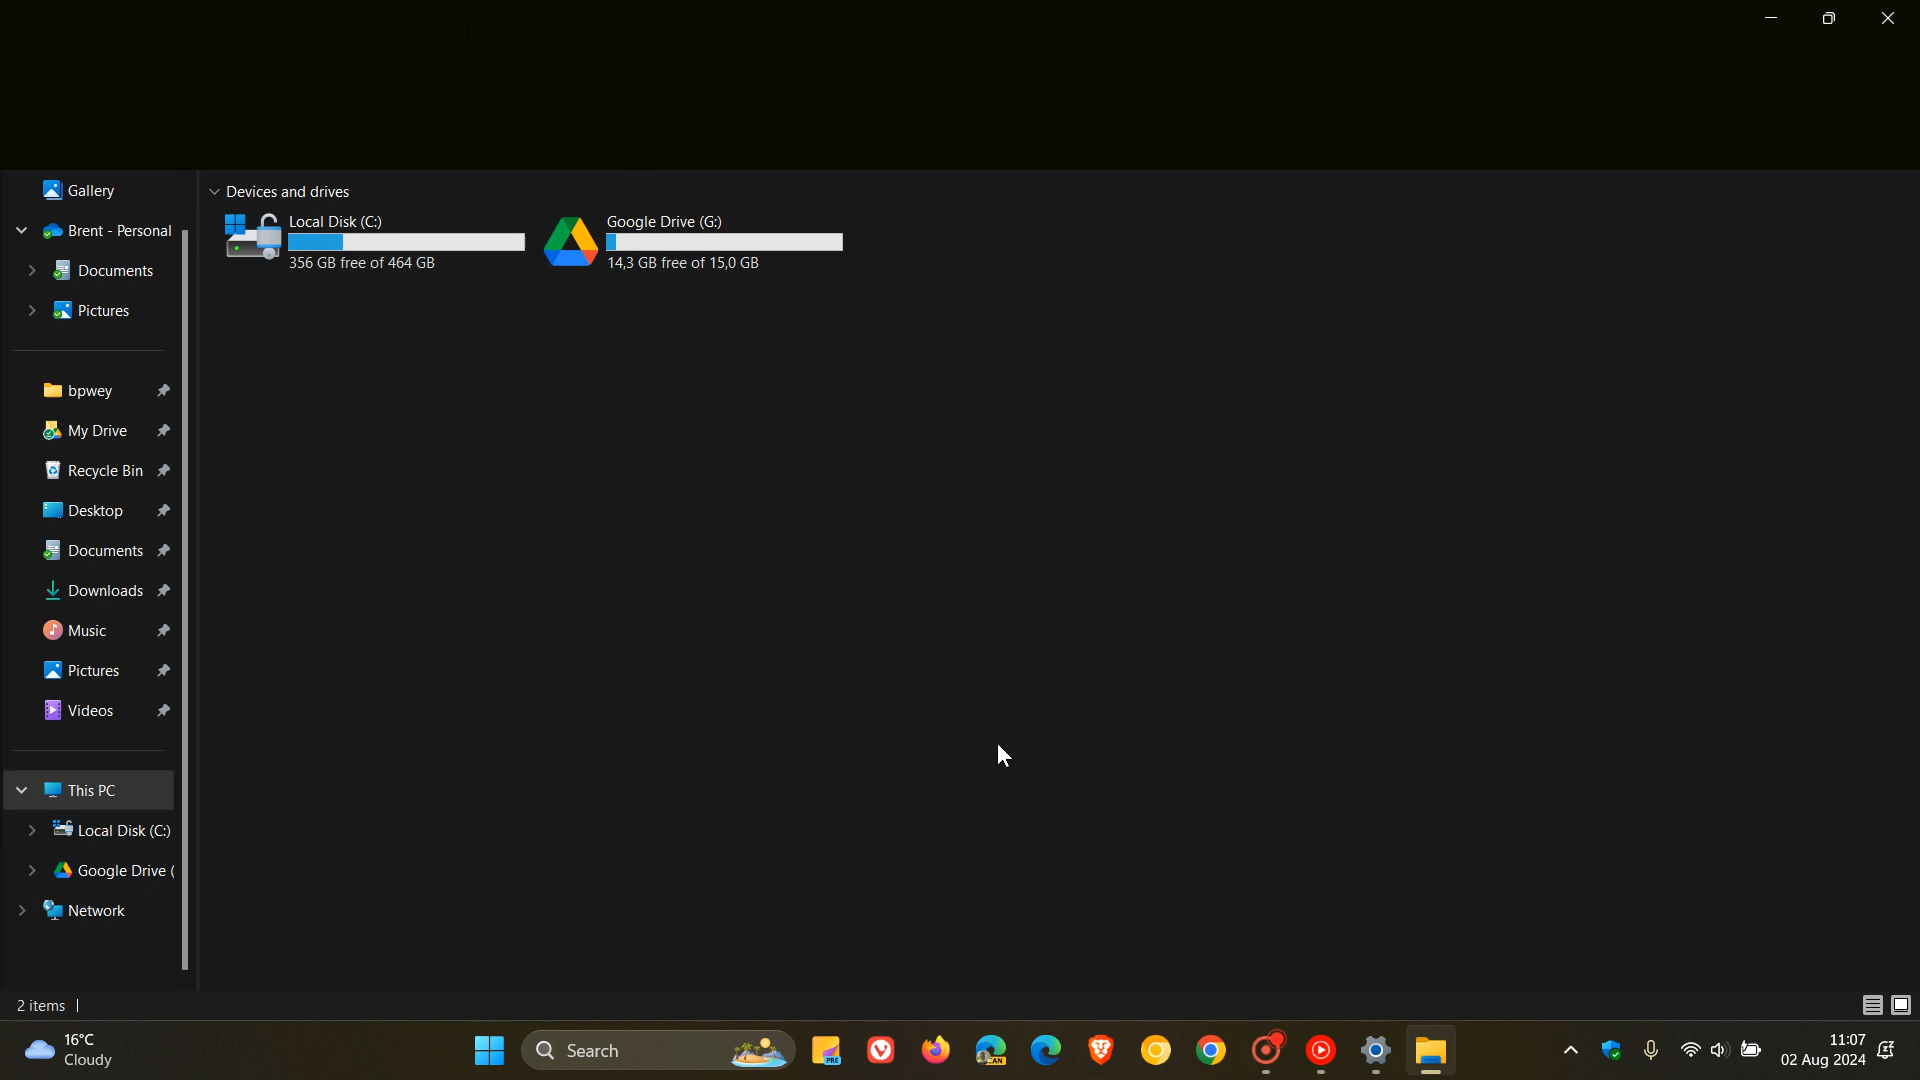 Gallery
Brent - Personal
Documents
Pictures
bpwey
My Drive
Recycle Bin
Desktop
Documents
Downloads
Music
Pictures
Videos
This PC
Local Disk (C:)
Google Drive (
Network
Devices and drives
Local Disk (C:)
356 GB free of 464 GB
Google Drive (G:)
14,3 GB free of 15,0 GB
2 items
16°C
Cloudy
Search
PRE
CAN
11:07
02 Aug 2024